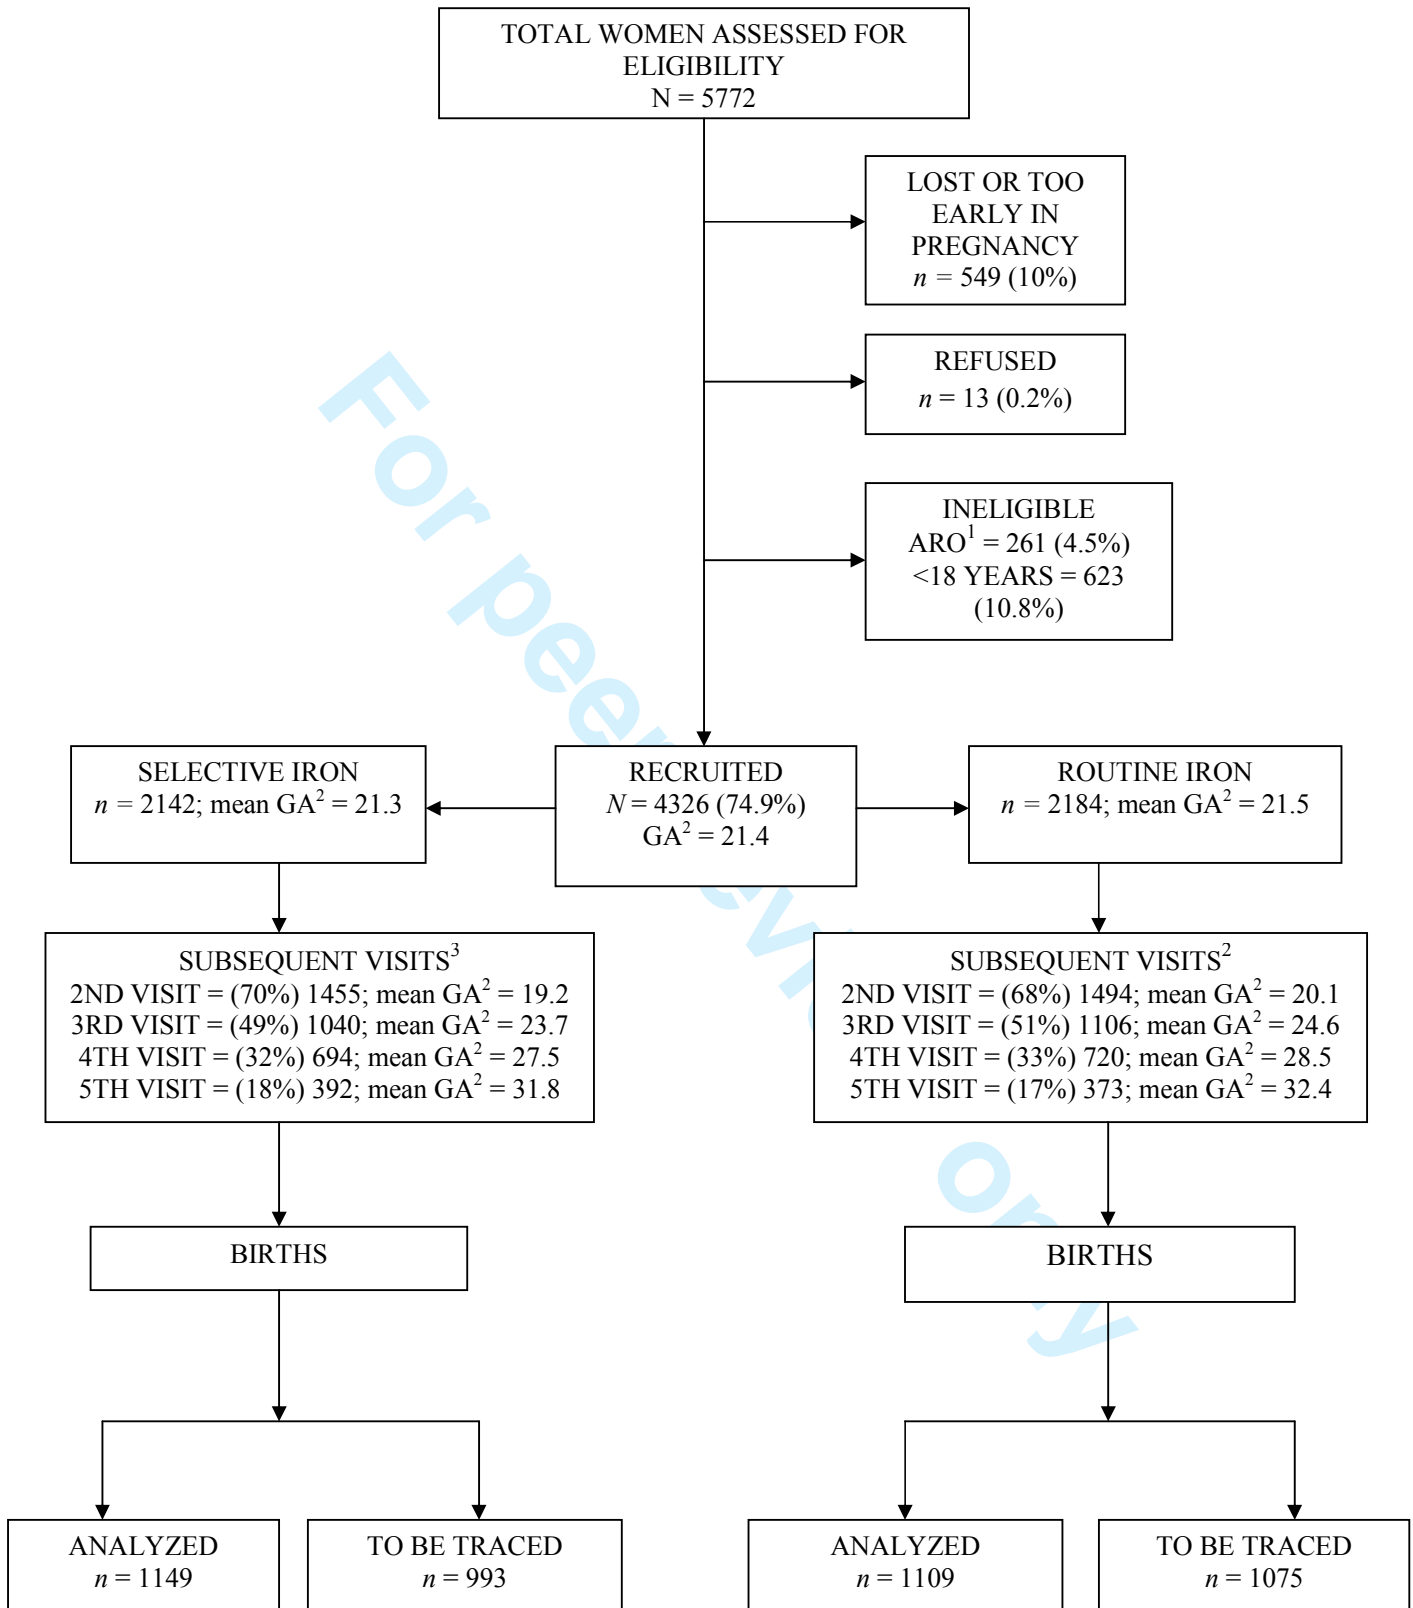 TOTAL WOMEN ASSESSED FOR
ELIGIBILITY
N = 5772
LOST OR TOO
EARLY IN
PREGNANCY
n = 549 (10%)
REFUSED
n = 13 (0.2%)
INELIGIBLE
ARO1 = 261 (4.5%)
<18 YEARS = 623
(10.8%)
SELECTIVE IRON
n = 2142; mean GA2 = 21.3
RECRUITED
N = 4326 (74.9%)
GA2 = 21.4
ROUTINE IRON
n = 2184; mean GA2 = 21.5
SUBSEQUENT VISITS3
2ND VISIT = (70%) 1455; mean GA2 = 19.2
3RD VISIT = (49%) 1040; mean GA2 = 23.7
4TH VISIT = (32%) 694; mean GA2 = 27.5
5TH VISIT = (18%) 392; mean GA2 = 31.8
SUBSEQUENT VISITS2
2ND VISIT = (68%) 1494; mean GA2 = 20.1
3RD VISIT = (51%) 1106; mean GA2 = 24.6
4TH VISIT = (33%) 720; mean GA2 = 28.5
5TH VISIT = (17%) 373; mean GA2 = 32.4
BIRTHS
BIRTHS
ANALYZED
n = 1149
TO BE TRACED
n = 993
ANALYZED
n = 1109
TO BE TRACED
n = 1075
For peer review only